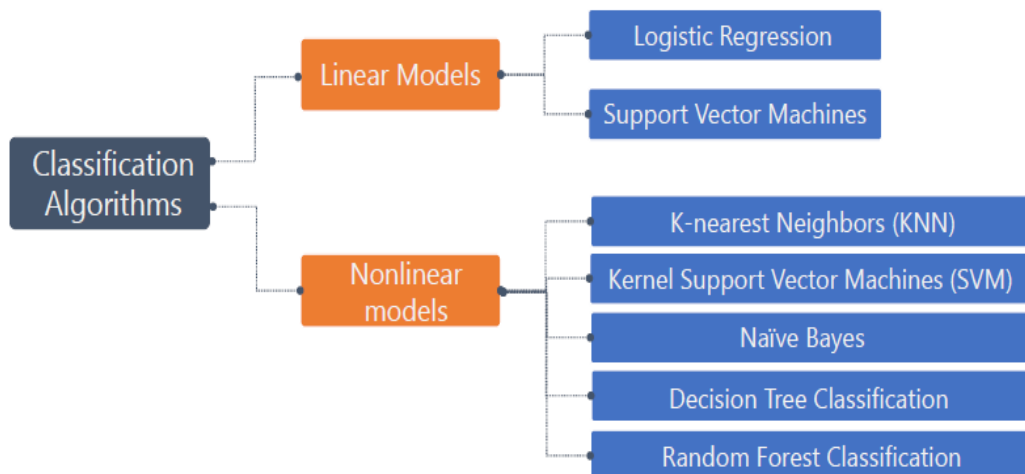 Classification
Algorithms
Linear Models
Logistic Regression
Support Vector Machines
Nonlinear
models
K-nearest Neighbors (KNN)
Kernel Support Vector Machines (SVM)
Naïve Bayes
Decision Tree Classification
Random Forest Classification